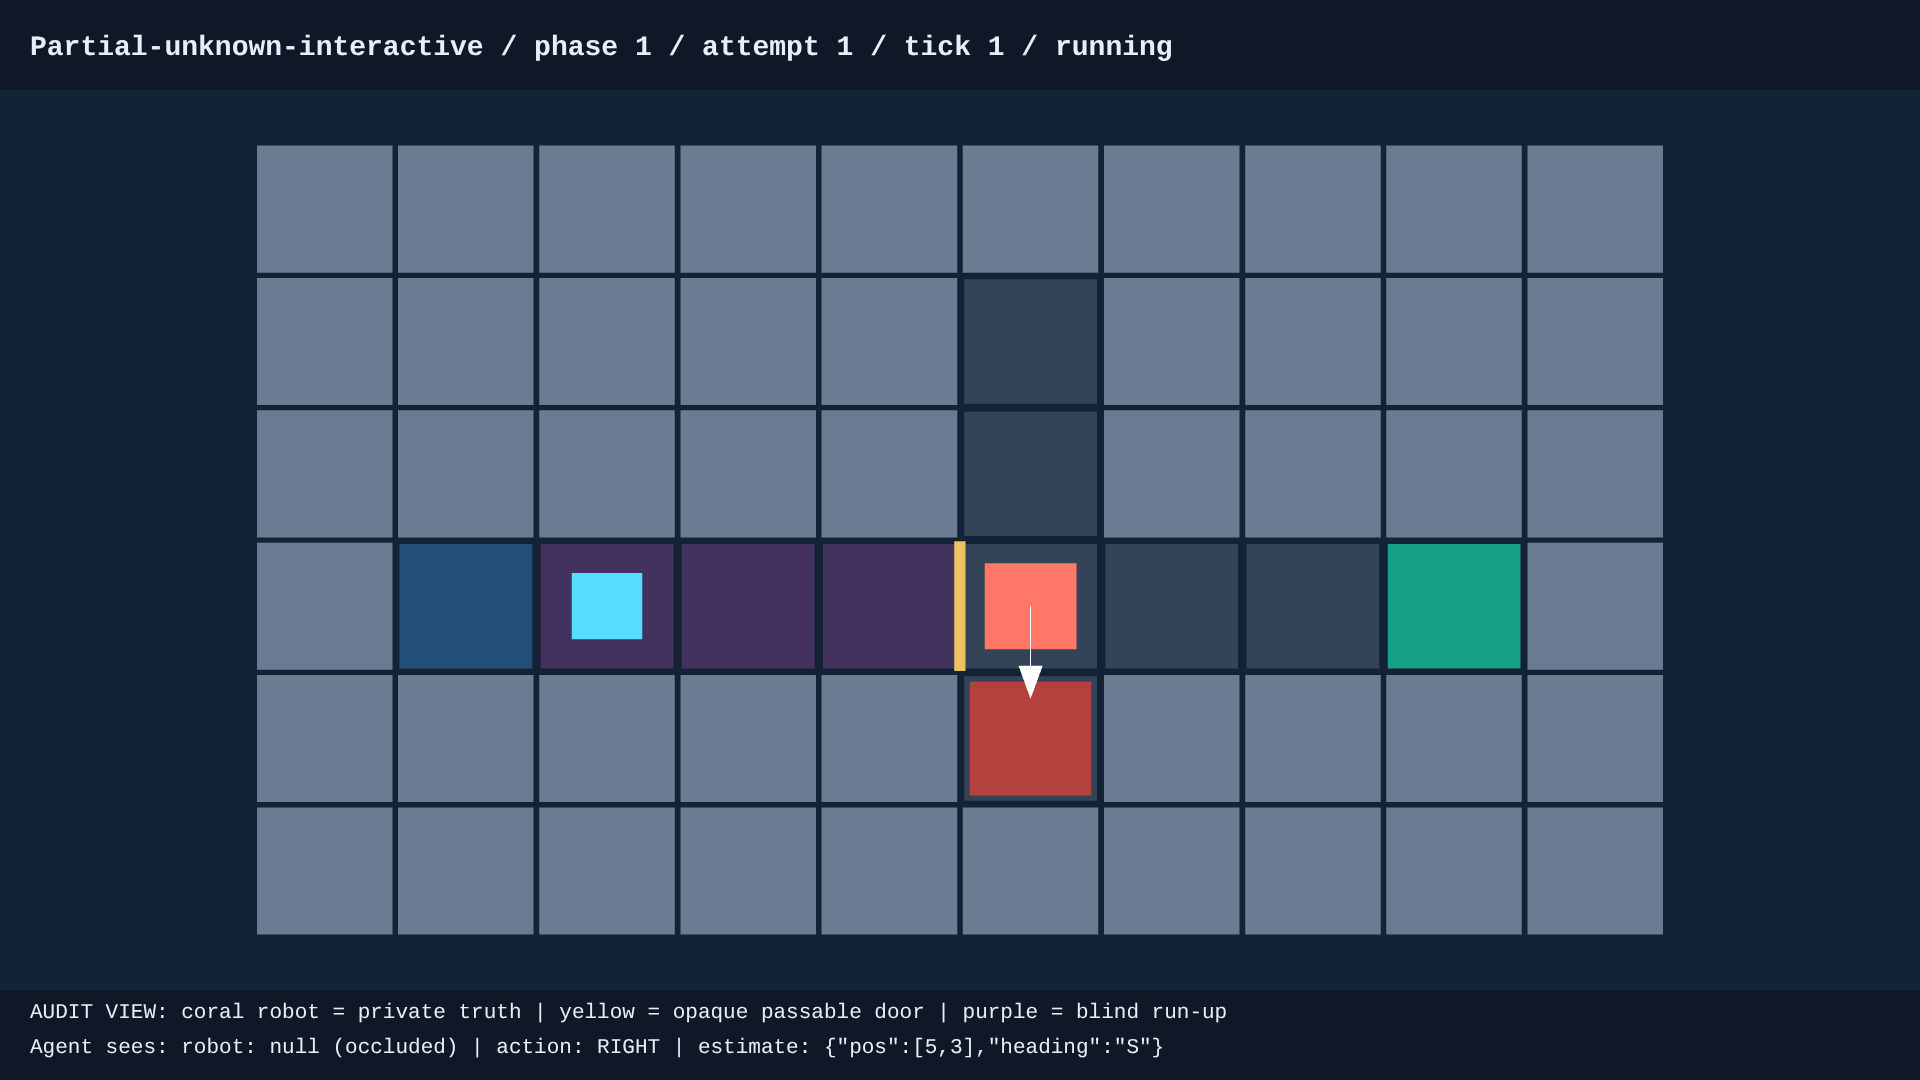 Partial-unknown-interactive / phase 1 / attempt 1 / tick 1 / running
AUDIT VIEW: coral robot = private truth | yellow = opaque passable door | purple = blind run-up
Agent sees: robot: null (occluded) | action: RIGHT | estimate: {"pos":[5,3],"heading":"S"}